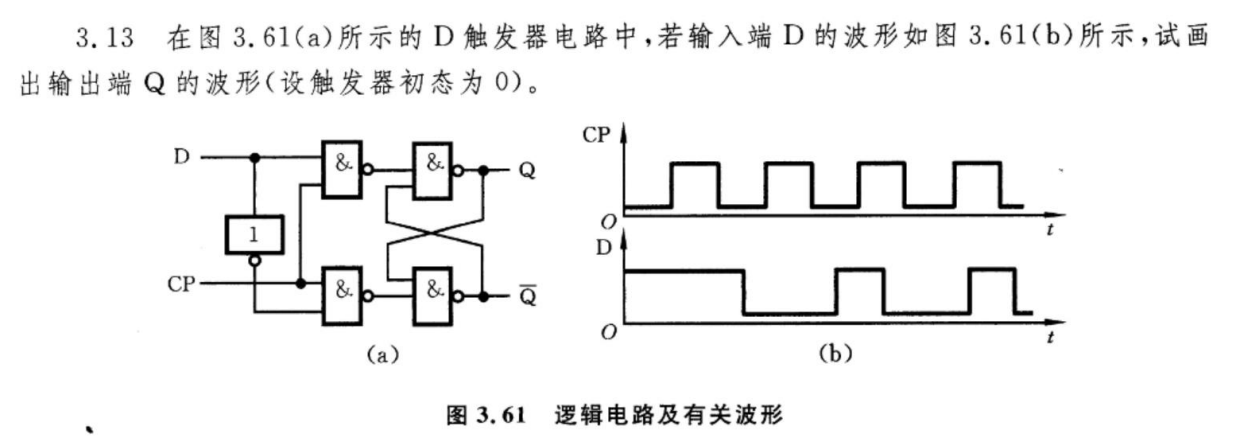 3.13 在图 3.61(a)所示的 D 触发器电路中,若输入端 D 的波形如图 3.61(b)所示,试画
出输出端 Q 的波形(设触发器初态为 0)。
D
&
&
Q
1
CP
&
&
Q̅
(a)
CP
O
t
D
O
t
(b)
图 3.61 逻辑电路及有关波形